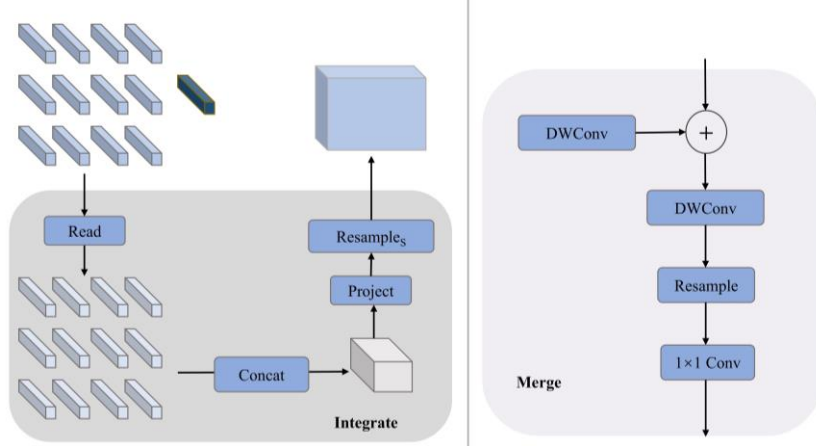 Read
Concat
Project
Resample_S
Integrate
DWConv
+
DWConv
Resample
1×1 Conv
Merge